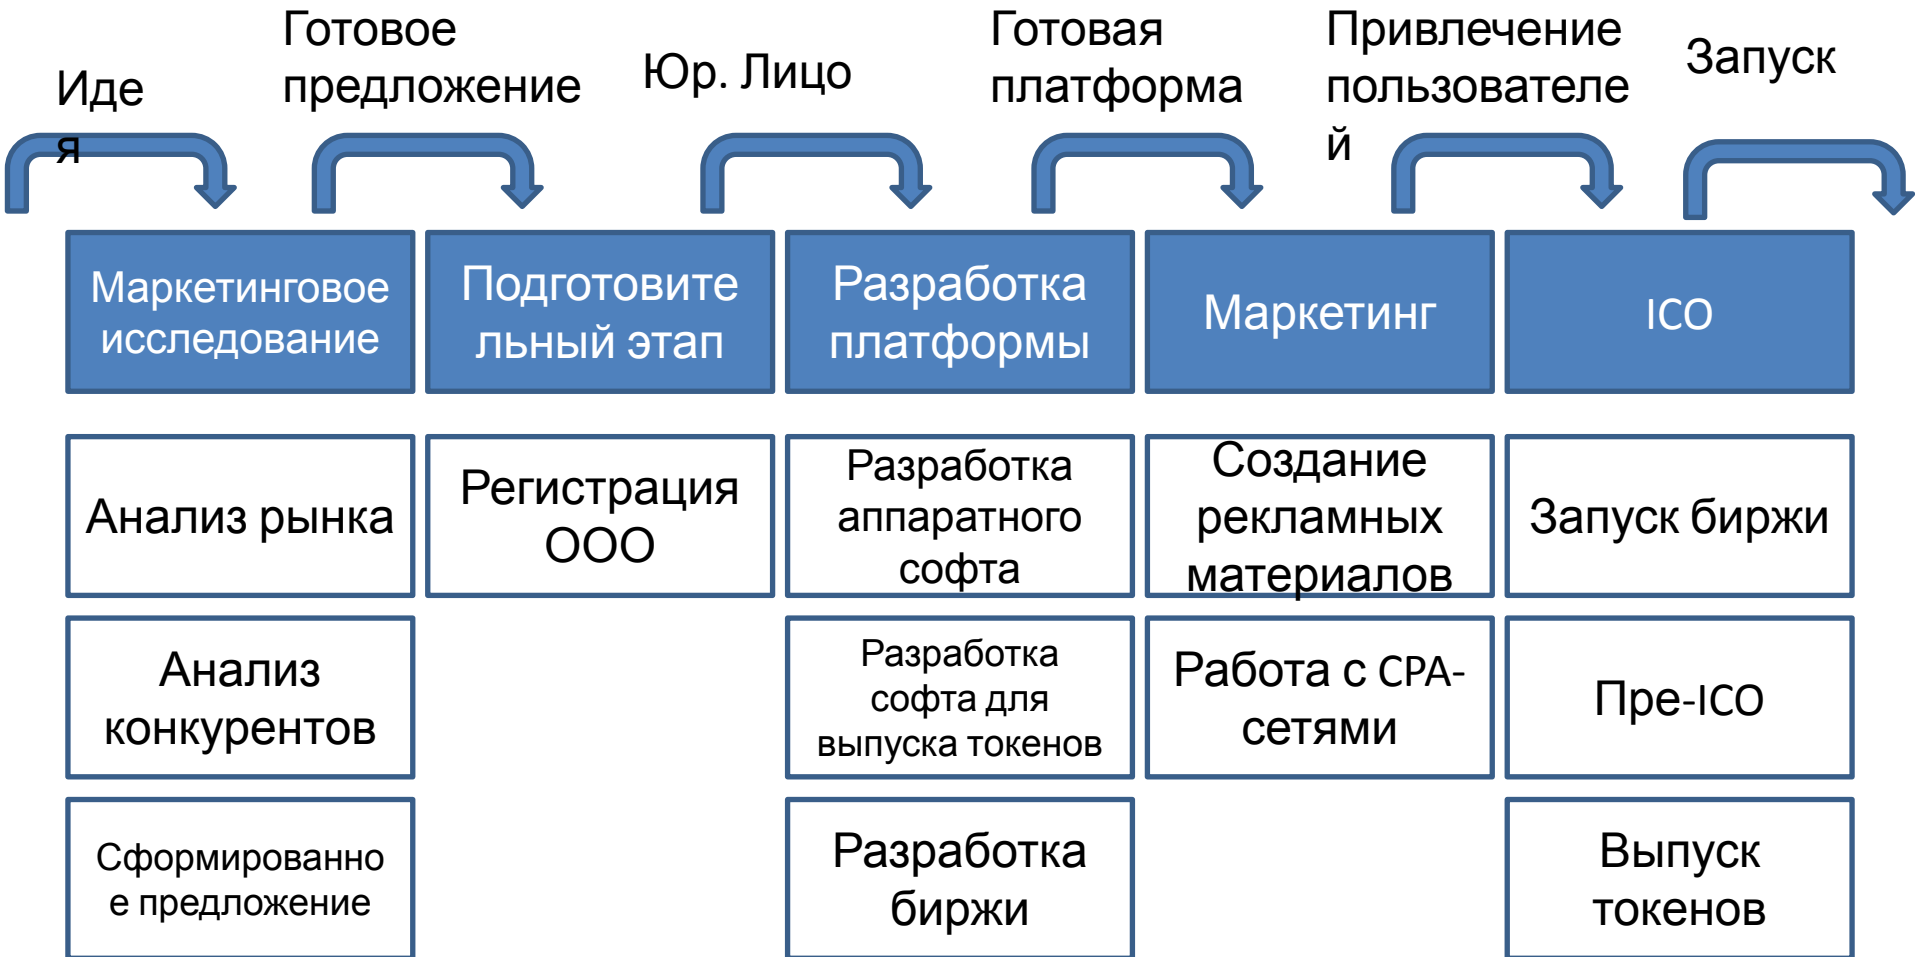 Иде
я
Готовое
предложение
Юр. Лицо
Готовая
платформа
Привлечение
пользователе
й
Запуск
Маркетинговое
исследование
Подготовите
льный этап
Разработка
платформы
Маркетинг
ICO
Анализ рынка
Регистрация
ООО
Разработка
аппаратного
софта
Создание
рекламных
материалов
Запуск биржи
Анализ
конкурентов
Разработка
софта для
выпуска токенов
Работа с CPA-
сетями
Пре-ICO
Сформированно
е предложение
Разработка
биржи
Выпуск
токенов